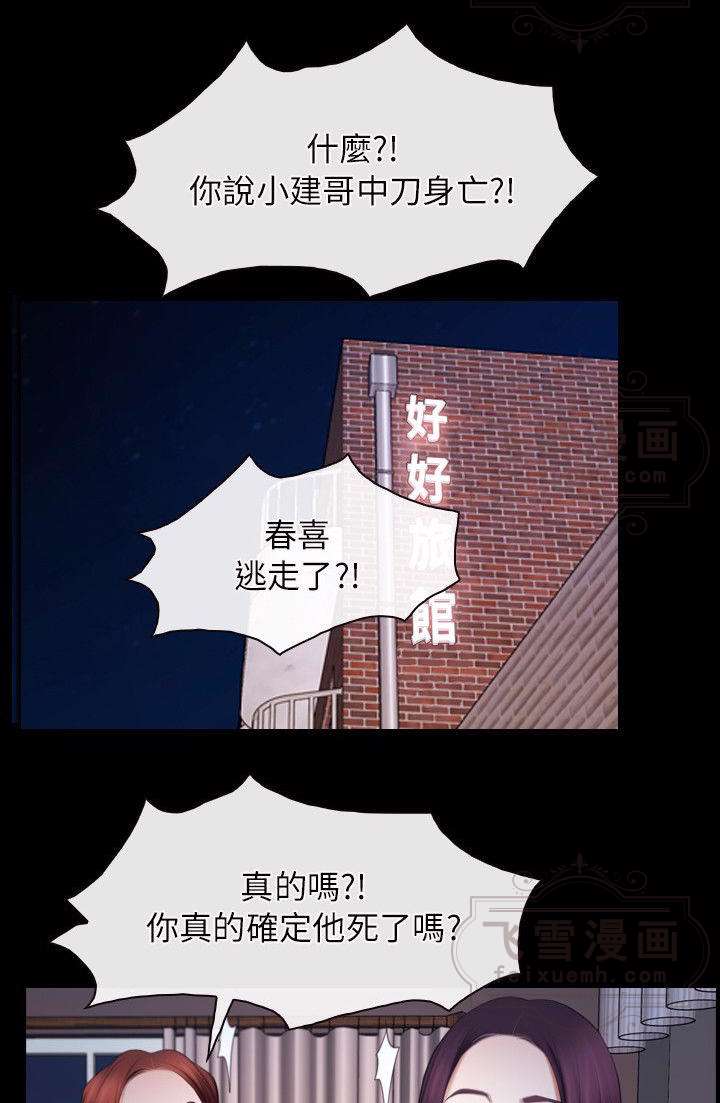 什麼?!
你說小建哥中刀身亡?!
好好旅館
春喜
逃走了?!
真的嗎?!
你真的確定他死了嗎?
飞雪漫画
feixuemh.com